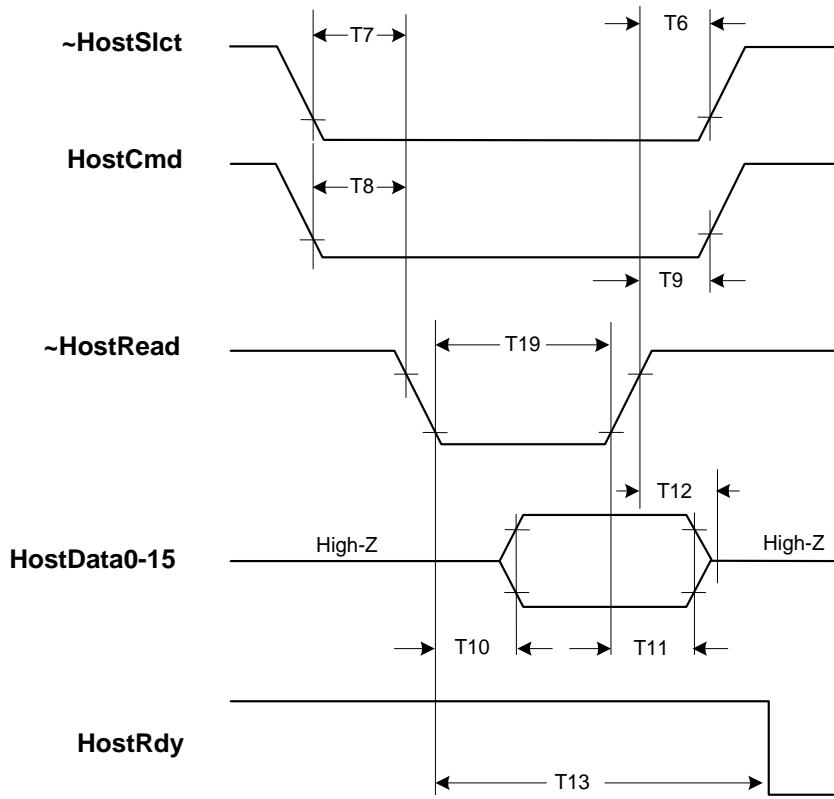 ~HostSlct
T7
T6
HostCmd
T8
T9
~HostRead
T19
T12
HostData0-15
High-Z
High-Z
T10
T11
HostRdy
T13